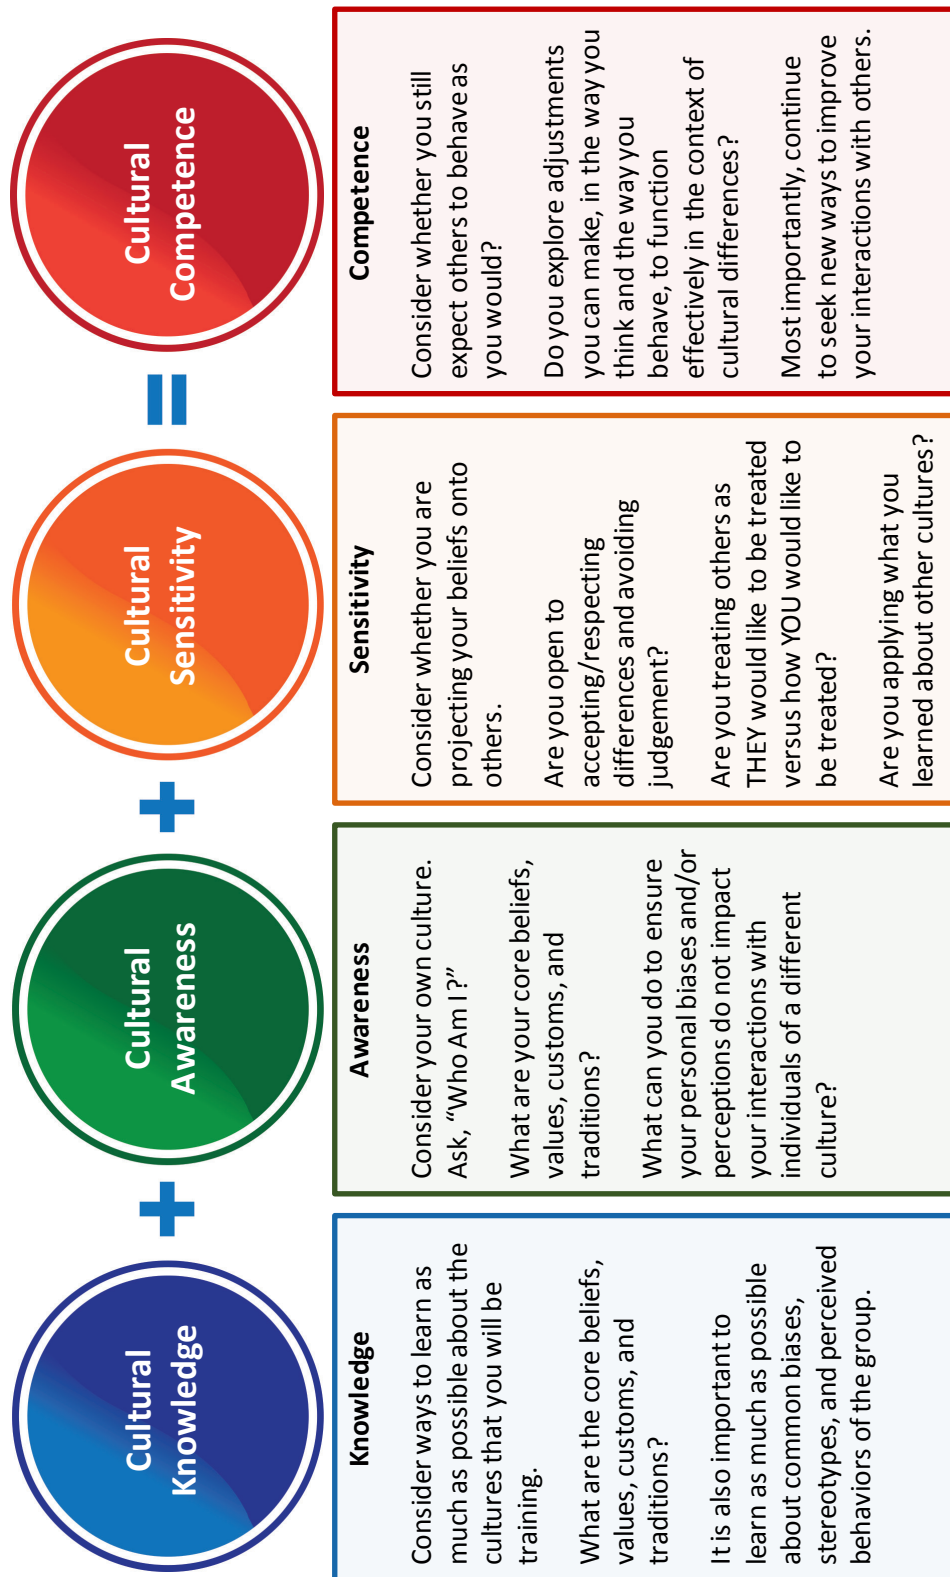 Cultural
Knowledge
+
Cultural
Awareness
+
Cultural
Sensitivity
=
Cultural
Competence
Knowledge
Consider ways to learn as
much as possible about the
cultures that you will be
training.
What are the core beliefs,
values, customs, and
traditions?
It is also important to
learn as much as possible
about common biases,
stereotypes, and perceived
behaviors of the group.
Awareness
Consider your own culture.
Ask, “Who Am I?”
What are your core beliefs,
values, customs, and
traditions?
What can you do to ensure
your personal biases and/or
perceptions do not impact
your interactions with
individuals of a different
culture?
Sensitivity
Consider whether you are
projecting your beliefs onto
others.
Are you open to
accepting/respecting
differences and avoiding
judgement?
Are you treating others as
THEY would like to be treated
versus how YOU would like to
be treated?
Are you applying what you
learned about other cultures?
Competence
Consider whether you still
expect others to behave as
you would?
Do you explore adjustments
you can make, in the way you
think and the way you
behave, to function
effectively in the context of
cultural differences?
Most importantly, continue
to seek new ways to improve
your interactions with others.